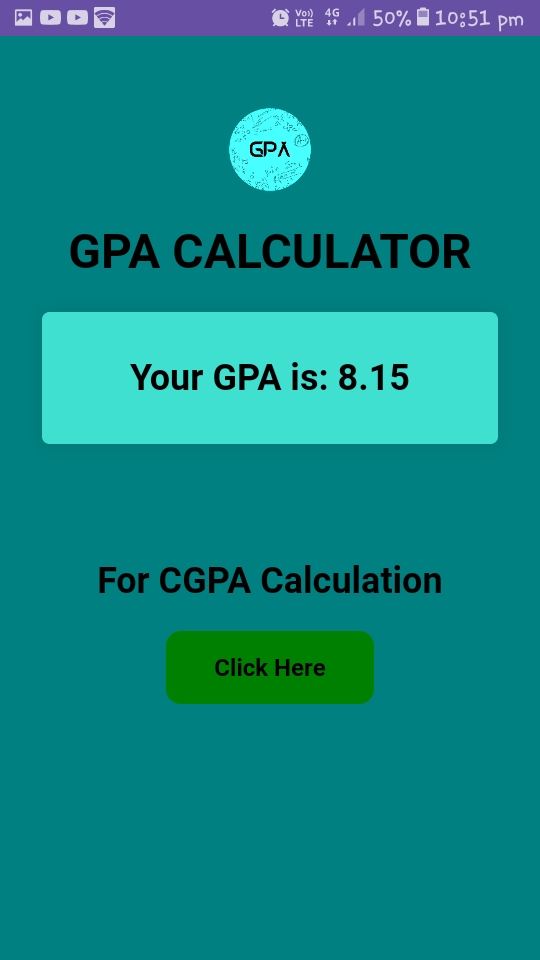 Vo)) LTE 4G 50% 10:51 pm
GPA
GPA CALCULATOR
Your GPA is: 8.15
For CGPA Calculation
Click Here